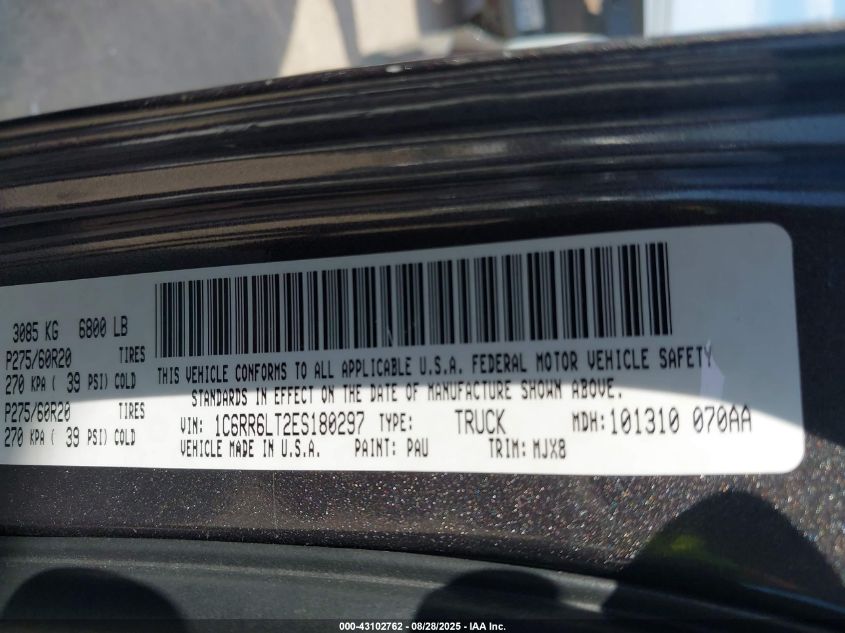 3085 KG 6800 LB
P275/60R20 TIRES
270 KPA ( 39 PSI) COLD
P275/60R20 TIRES
270 KPA ( 39 PSI) COLD
THIS VEHICLE CONFORMS TO ALL APPLICABLE U.S.A. FEDERAL MOTOR VEHICLE SAFETY
STANDARDS IN EFFECT ON THE DATE OF MANUFACTURE SHOWN ABOVE.
VIN: 1C6RR6LT2ES180297 TYPE: TRUCK MDH: 101310 070AA
VEHICLE MADE IN U.S.A. PAINT: PAU TRIM: MJX8
000-43102762 - 08/28/2025 - IAA Inc.